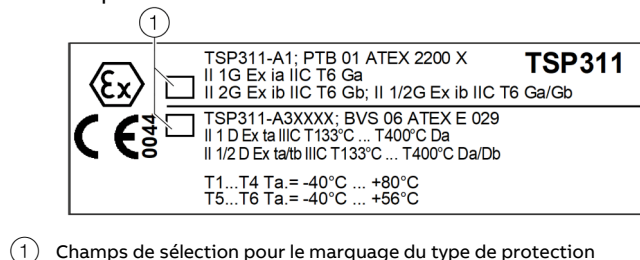 1
TSP311-A1; PTB 01 ATEX 2200 X
TSP311
II 1G Ex ia IIC T6 Ga
II 2G Ex ib IIC T6 Gb; II 1/2G Ex ib IIC T6 Ga/Gb
Ex
TSP311-A3XXXX; BVS 06 ATEX E 029
II 1 D Ex ta IIIC T133°C ... T400°C Da
II 1/2 D Ex ta/tb IIIC T133°C ... T400°C Da/Db
CE 0044
T1...T4 Ta.= -40°C ... +80°C
T5...T6 Ta.= -40°C ... +56°C
1 Champs de sélection pour le marquage du type de protection